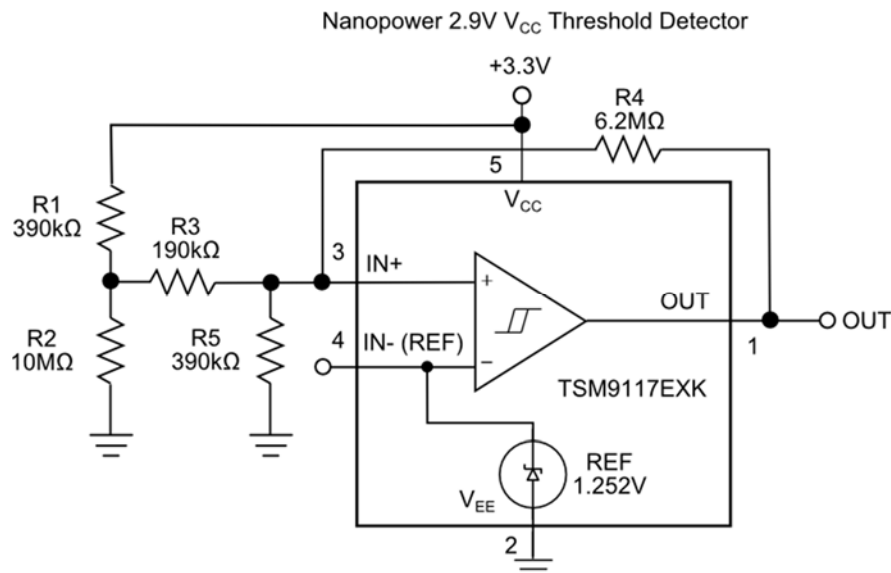 Nanopower 2.9V VCC Threshold Detector
+3.3V
R4
6.2MΩ
5
VCC
R1
390kΩ
R3
190kΩ
3
IN+
+
OUT
OUT
R2
10MΩ
R5
390kΩ
4
IN- (REF)
−
1
TSM9117EXK
REF
1.252V
VEE
2